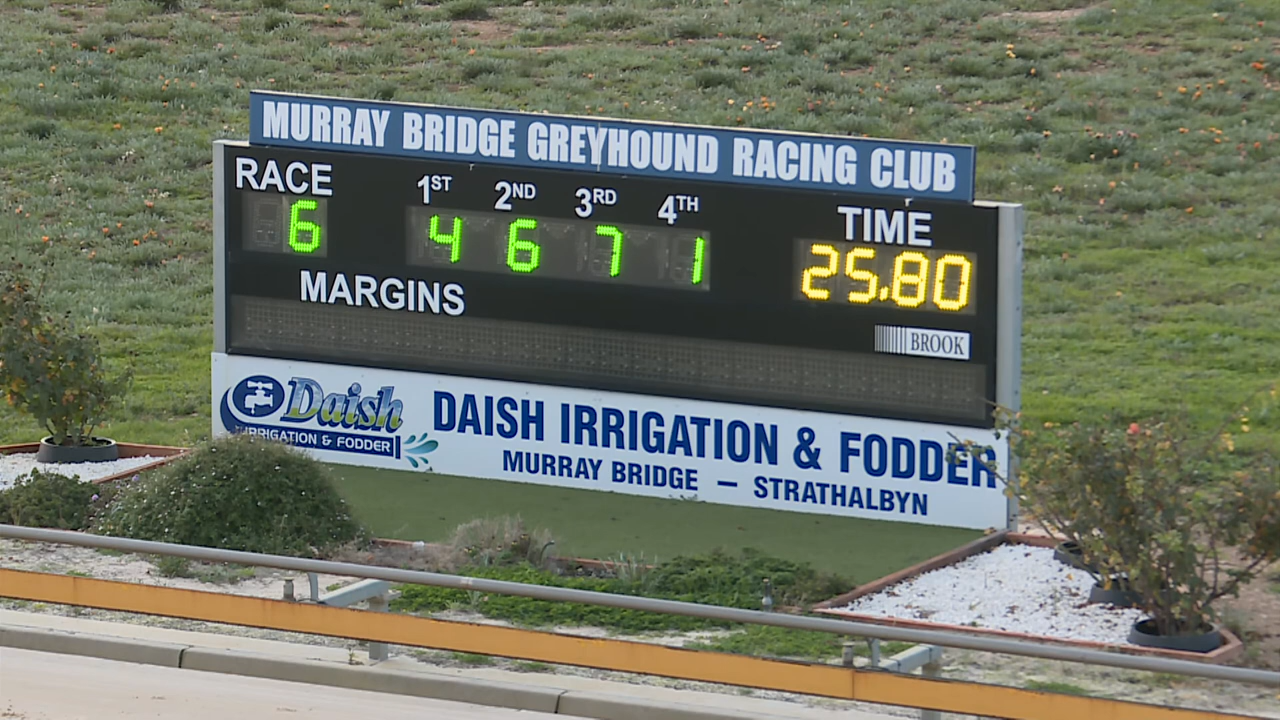 MURRAY BRIDGE GREYHOUND RACING CLUB
RACE 1ST 2ND 3RD 4TH TIME
6 4 6 7 1 25.80
MARGINS
BROOK
Daish
IRRIGATION & FODDER
DAISH IRRIGATION & FODDER
MURRAY BRIDGE – STRATHALBYN